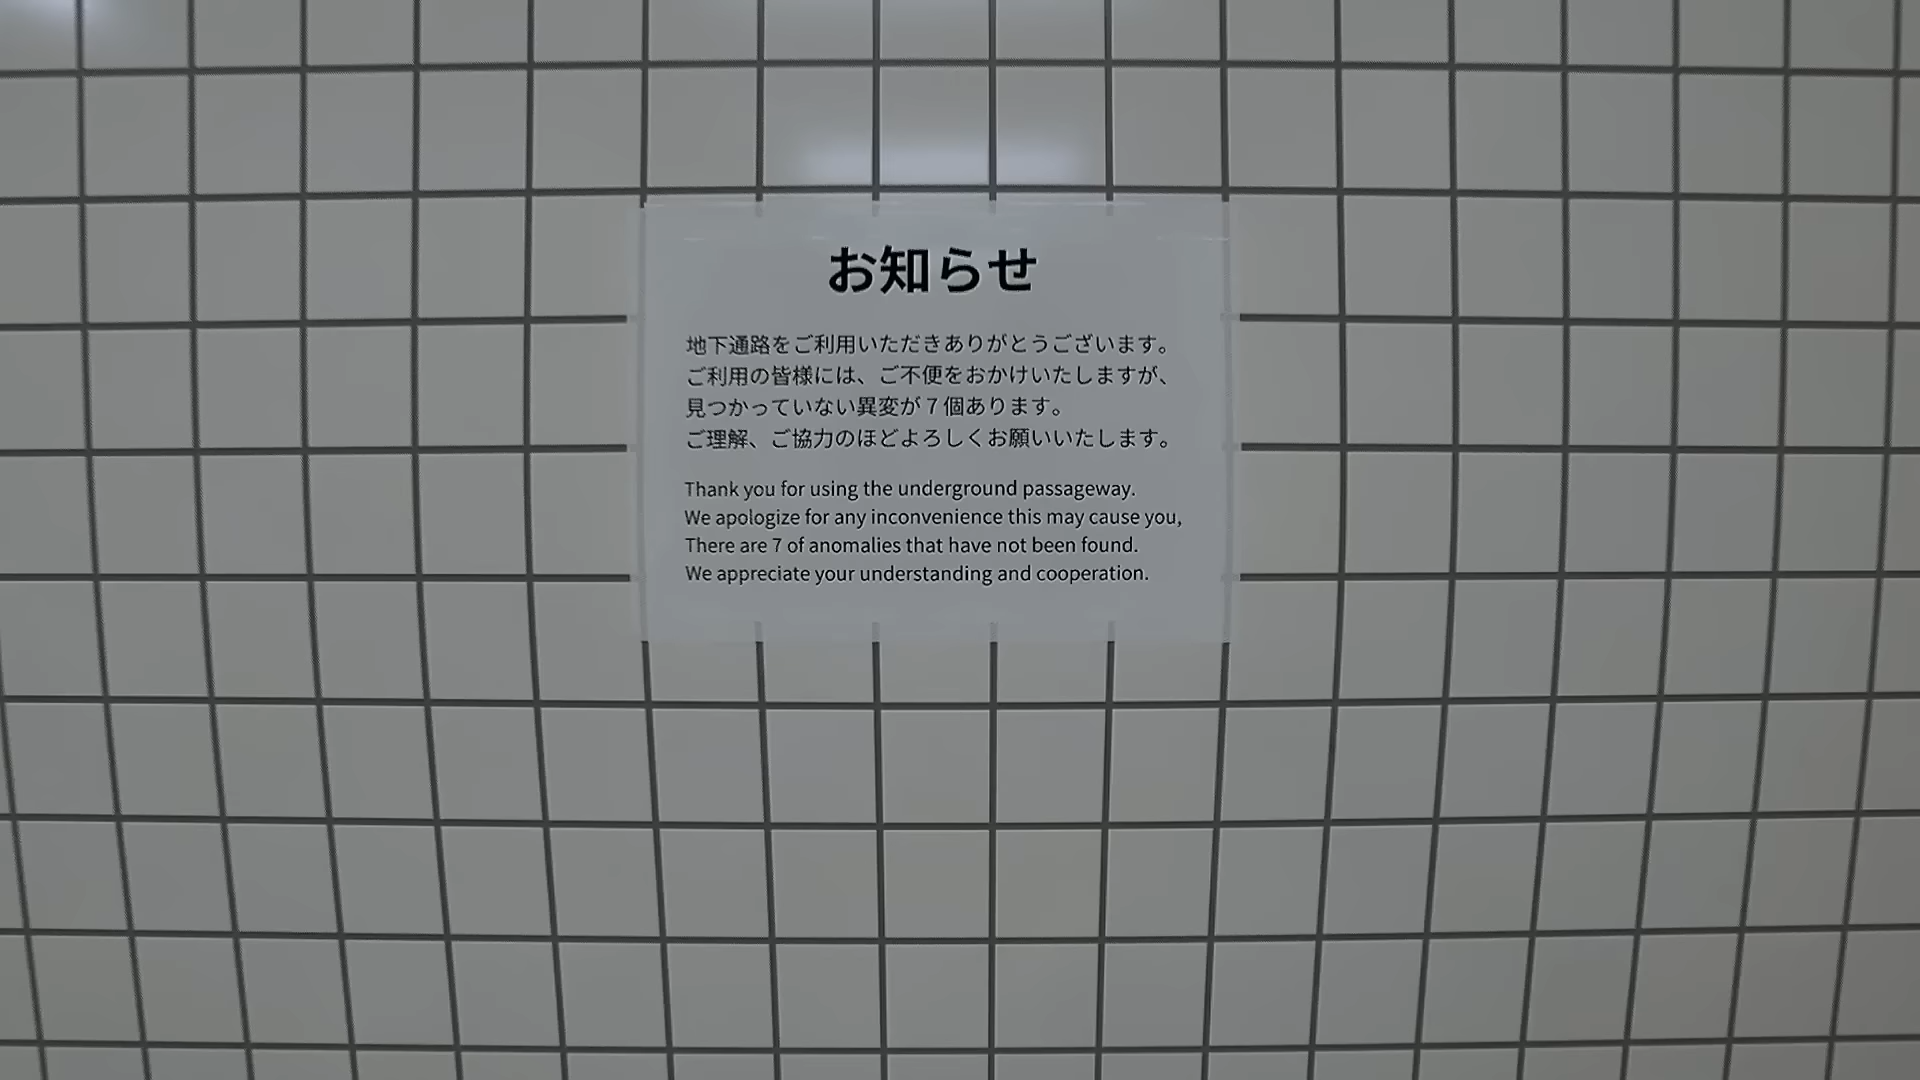 お知らせ
地下通路をご利用いただきありがとうございます。
ご利用の皆様には、ご不便をおかけいたしますが、
見つかっていない異変が７個あります。
ご理解、ご協力のほどよろしくお願いいたします。
Thank you for using the underground passageway.
We apologize for any inconvenience this may cause you,
There are 7 of anomalies that have not been found.
We appreciate your understanding and cooperation.